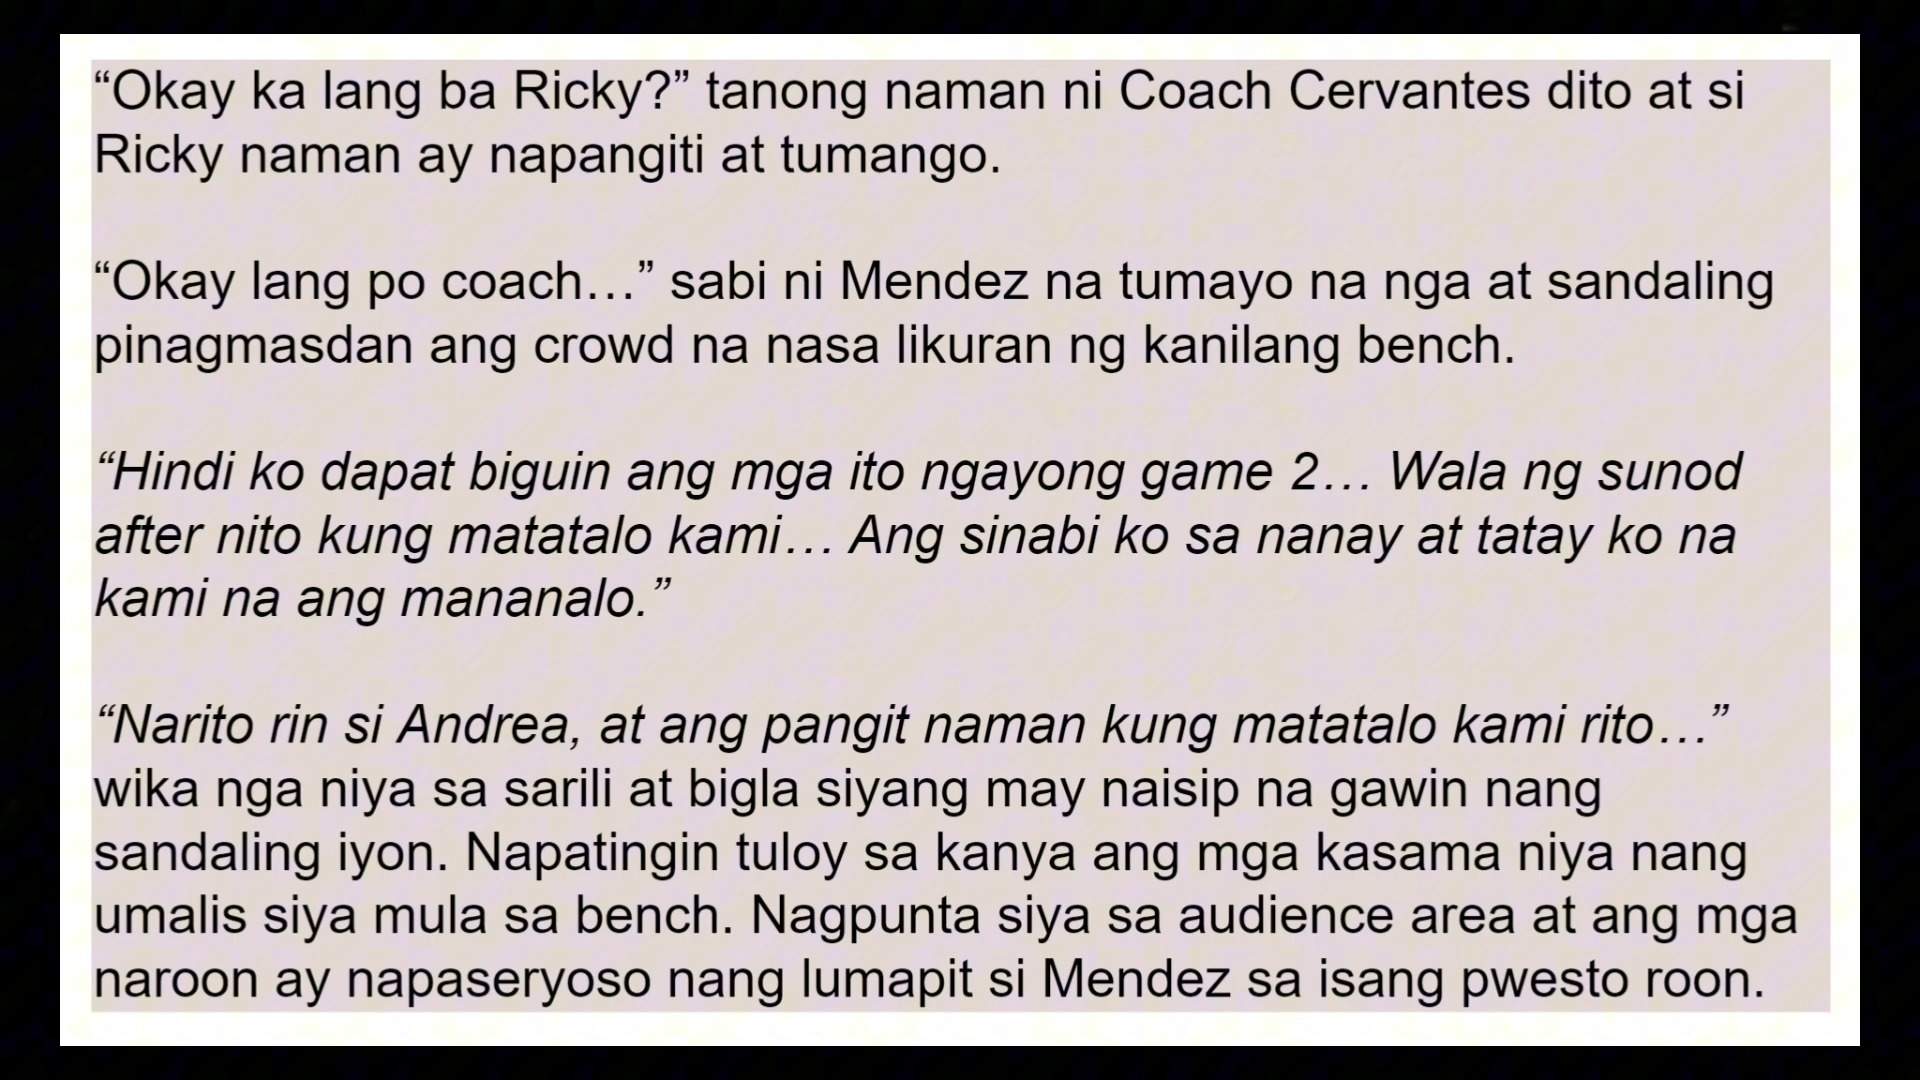 “Okay ka lang ba Ricky?” tanong naman ni Coach Cervantes dito at si
Ricky naman ay napangiti at tumango.
“Okay lang po coach…” sabi ni Mendez na tumayo na nga at sandaling
pinagmasdan ang crowd na nasa likuran ng kanilang bench.
“Hindi ko dapat biguin ang mga ito ngayong game 2… Wala ng sunod
after nito kung matatalo kami… Ang sinabi ko sa nanay at tatay ko na
kami na ang mananalo.”
“Narito rin si Andrea, at ang pangit naman kung matatalo kami rito…”
wika nga niya sa sarili at bigla siyang may naisip na gawin nang
sandaling iyon. Napatingin tuloy sa kanya ang mga kasama niya nang
umalis siya mula sa bench. Nagpunta siya sa audience area at ang mga
naroon ay napaseryoso nang lumapit si Mendez sa isang pwesto roon.